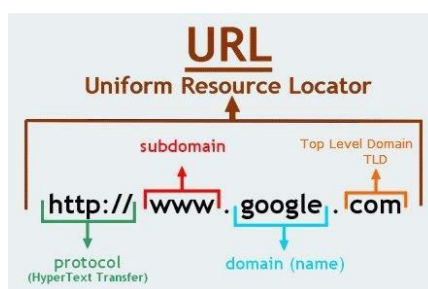 URL
Uniform Resource Locator
subdomain
Top Level Domain
TLD
http:// www . google . com
protocol
(HyperText Transfer)
domain (name)